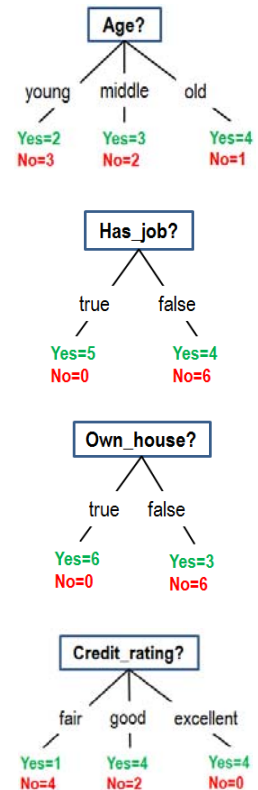 Age?
young middle old
Yes=2 Yes=3 Yes=4
No=3 No=2 No=1
Has_job?
true false
Yes=5 Yes=4
No=0 No=6
Own_house?
true false
Yes=6 Yes=3
No=0 No=6
Credit_rating?
fair good excellent
Yes=1 Yes=4 Yes=4
No=4 No=2 No=0